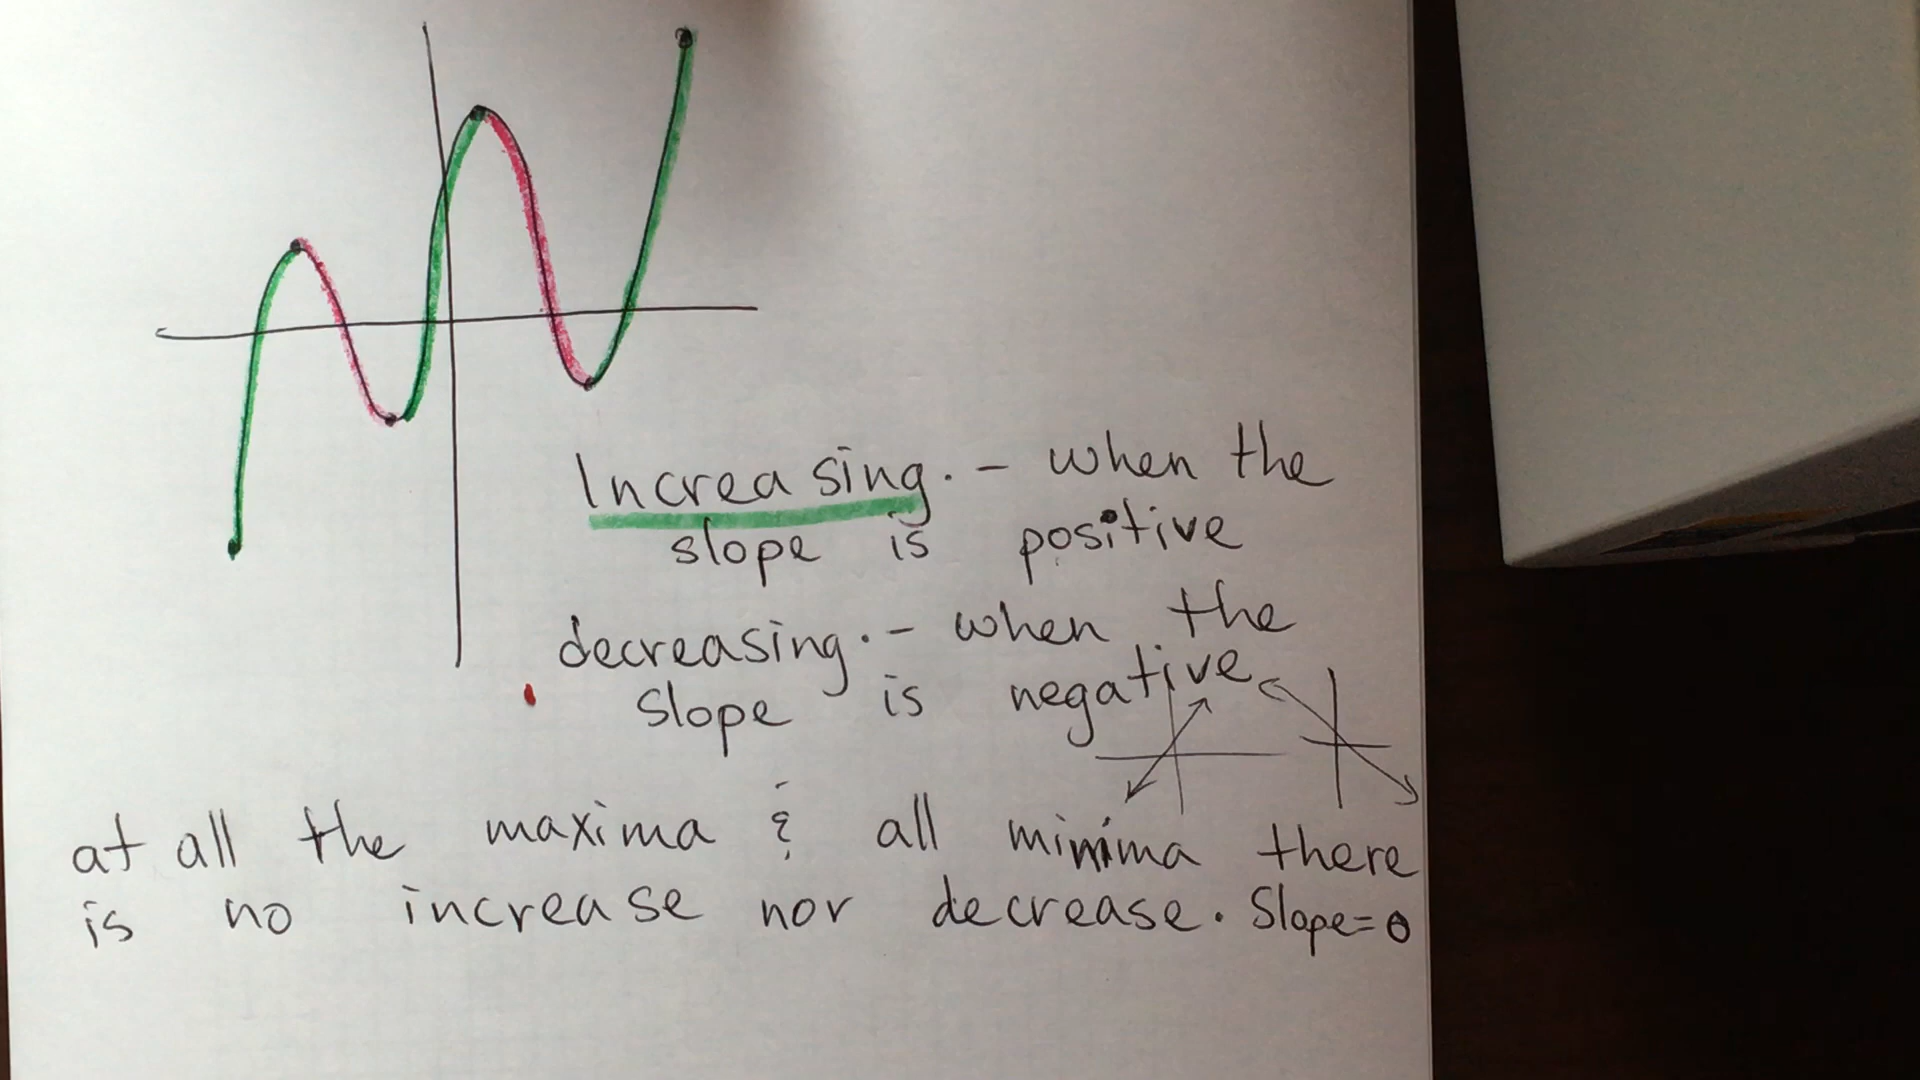 Increasing. - when the
slope is positive
decreasing. - when the
slope is negative
at all the maxima & all minima there
is no increase nor decrease. Slope=0